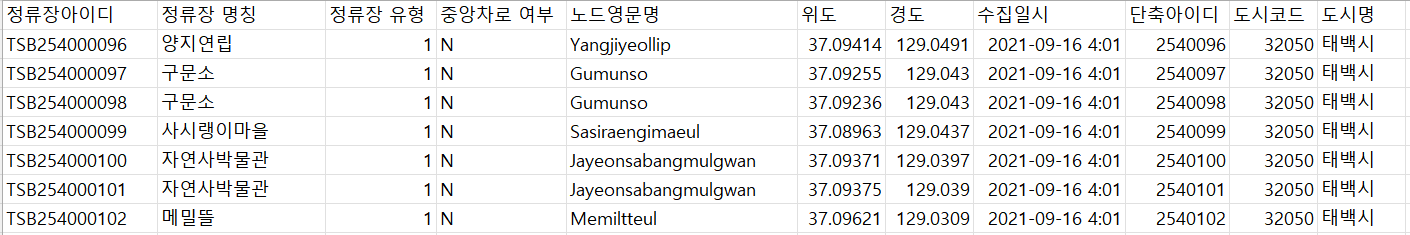 정류장아이디 정류장 명칭 정류장 유형 중앙차로 여부 노드영문명 위도 경도 수집일시 단축아이디 도시코드 도시명
TSB254000096 양지연립 1 N Yangjiyeollip 37.09414 129.0491 2021-09-16 4:01 2540096 32050 태백시
TSB254000097 구문소 1 N Gumunso 37.09255 129.043 2021-09-16 4:01 2540097 32050 태백시
TSB254000098 구문소 1 N Gumunso 37.09236 129.043 2021-09-16 4:01 2540098 32050 태백시
TSB254000099 사시랭이마을 1 N Sasiraengimaeul 37.08963 129.0437 2021-09-16 4:01 2540099 32050 태백시
TSB254000100 자연사박물관 1 N Jayeonsabangmulgwan 37.09371 129.0397 2021-09-16 4:01 2540100 32050 태백시
TSB254000101 자연사박물관 1 N Jayeonsabangmulgwan 37.09375 129.039 2021-09-16 4:01 2540101 32050 태백시
TSB254000102 메밀뜰 1 N Memiltteul 37.09621 129.0309 2021-09-16 4:01 2540102 32050 태백시